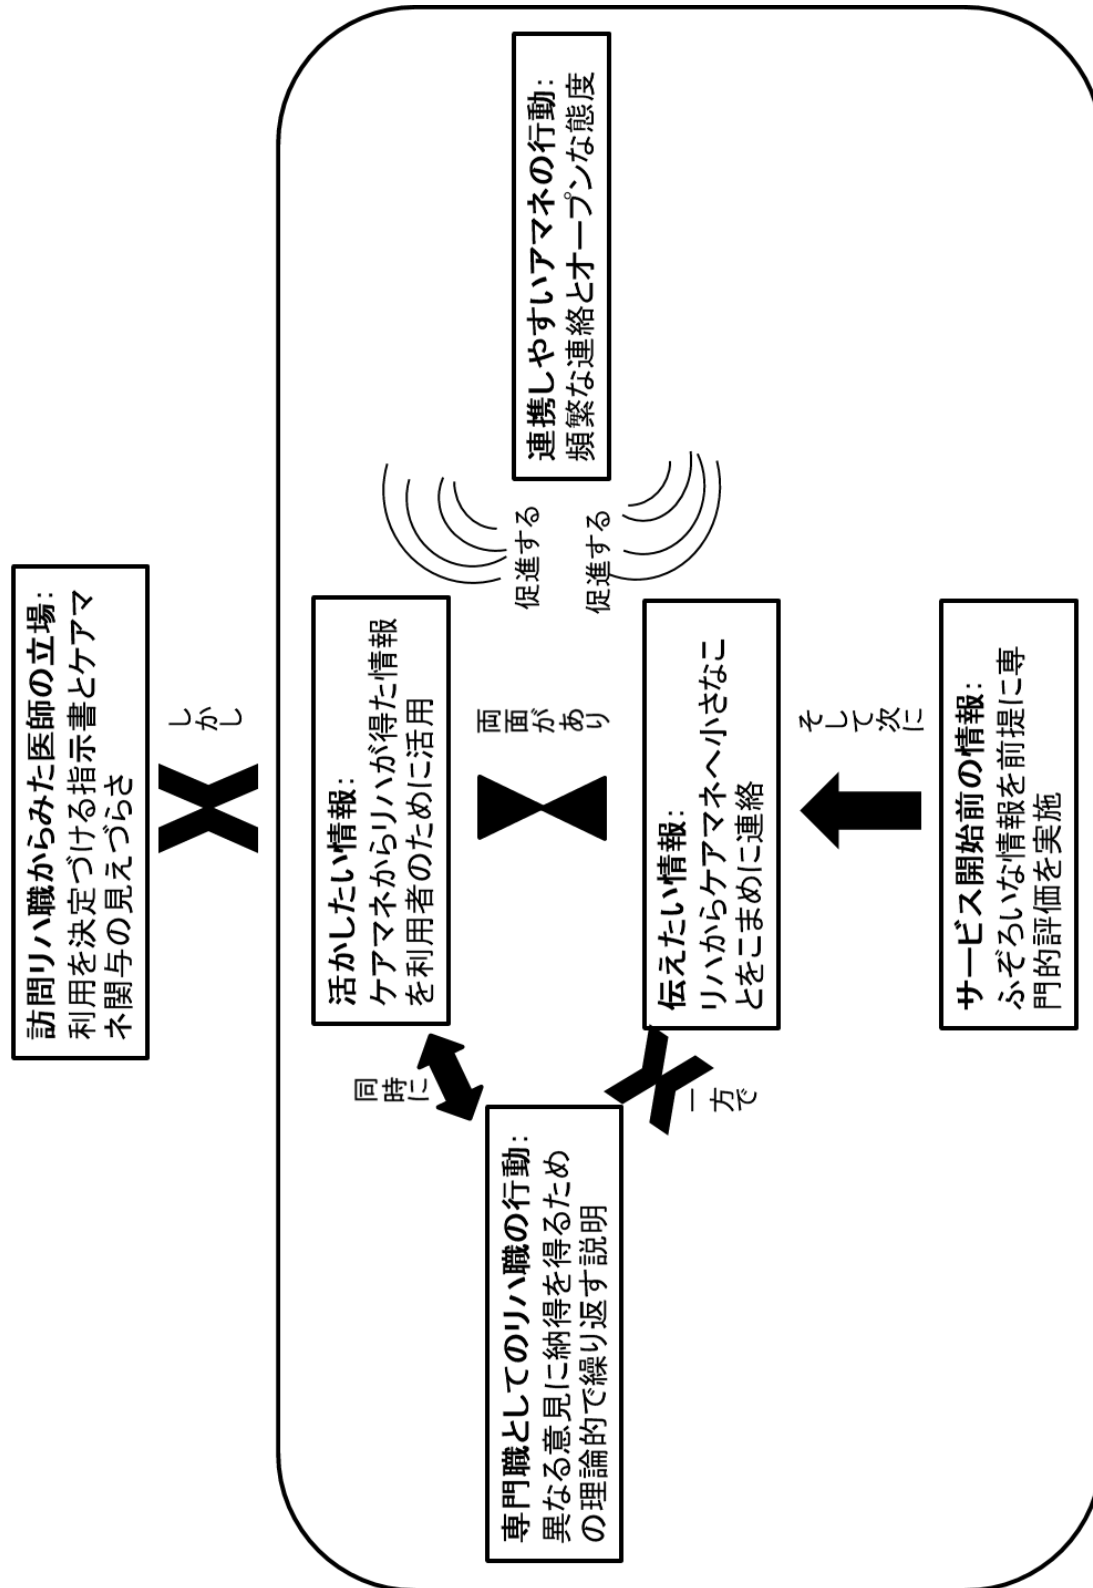 訪問リハ職からみた医師の立場:
利用を決定づける指示書とケアマ
ネ関与の見えづらさ
しかし
活かしたい情報:
ケアマネからリハが得た情報
を利用者のために活用
同時に
両面があり
促進する
専門職としてのリハ職の行動:
異なる意見に納得を得るため
の理論的で繰り返す説明
連携しやすいアマネの行動:
頻繁な連絡とオープンな態度
促進する
一方で
伝えたい情報:
リハからケアマネへ小さなこ
とをこまめに連絡
そして次に
サービス開始前の情報:
ふぞろいな情報を前提に専
門的評価を実施